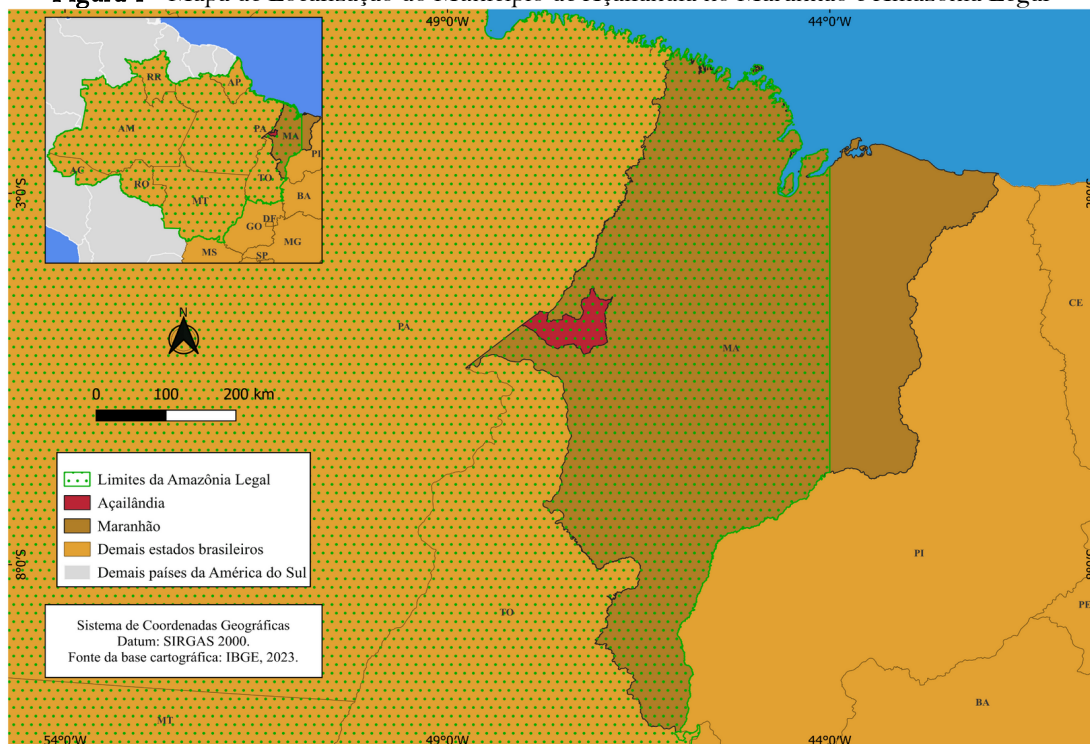 49°0'W
44°0'W
RR
AP
AM
PA
MA
PI
AC
RO
TO
MT
BA
GO
DF
MG
MS
SP
3°0'S
CE
PA
MA
N
0 100 200 km
Limites da Amazônia Legal
Açailândia
Maranhão
Demais estados brasileiros
Demais países da América do Sul
8°0'S
PI
PE
TO
Sistema de Coordenadas Geográficas
Datum: SIRGAS 2000.
Fonte da base cartográfica: IBGE, 2023.
BA
MT
54°0'W
49°0'W
44°0'W